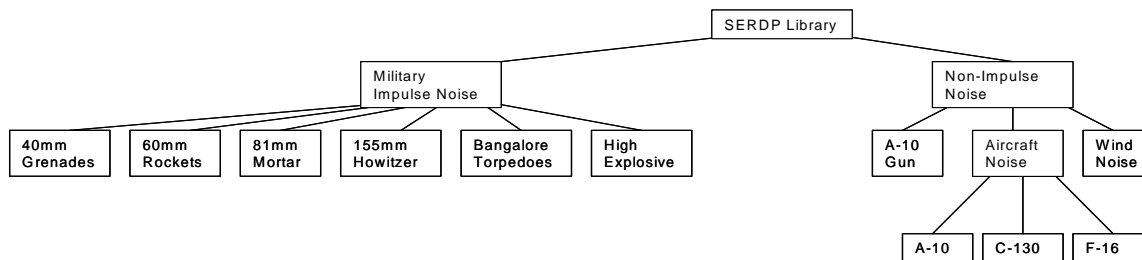 SERDP Library
Military
Impulse Noise
Non-Impulse
Noise
40mm
Grenades
60mm
Rockets
81mm
Mortar
155mm
Howitzer
Bangalore
Torpedoes
High
Explosive
A-10
Gun
Aircraft
Noise
Wind
Noise
A-10
C-130
F-16